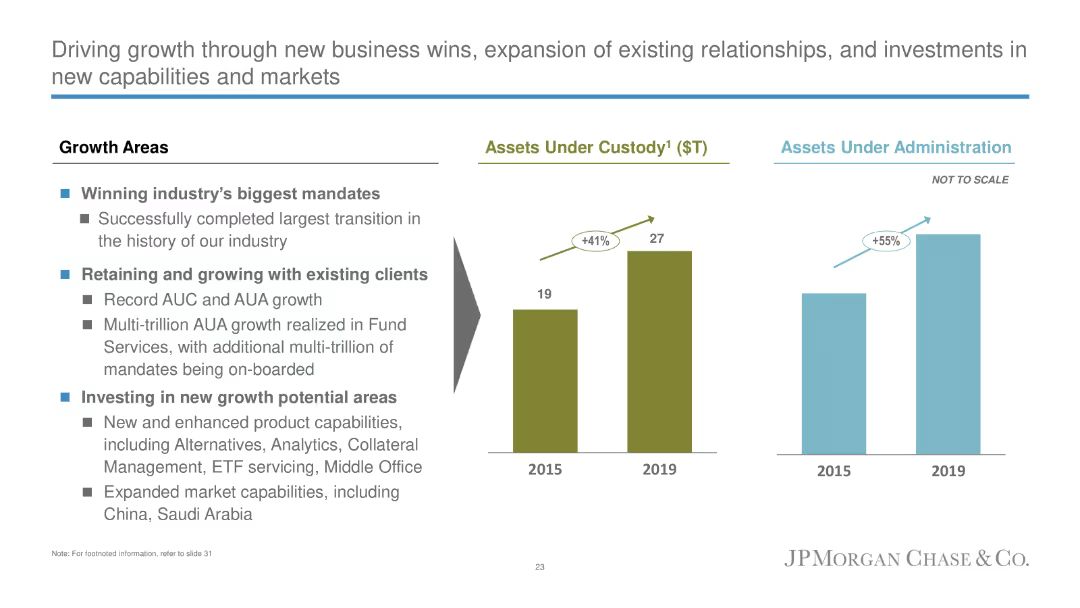 Driving growth through new business wins, expansion of existing relationships, and investments in
new capabilities and markets
Growth Areas
Winning industry's biggest mandates
Successfully completed largest transition in
the history of our industry
Retaining and growing with existing clients
Record AUC and AUA growth
Multi-trillion AUA growth realized in Fund
Services, with additional multi-trillion of
mandates being on-boarded
Investing in new growth potential areas
New and enhanced product capabilities,
including Alternatives, Analytics, Collateral
Management, ETF servicing, Middle Office
Expanded market capabilities, including
China, Saudi Arabia
Assets Under Custody¹ ($T)
+41%
27
19
2015 2019
Assets Under Administration
NOT TO SCALE
+55%
2015 2019
Note: For footnoted information, refer to slide 31
23
JPMORGAN CHASE & CO.